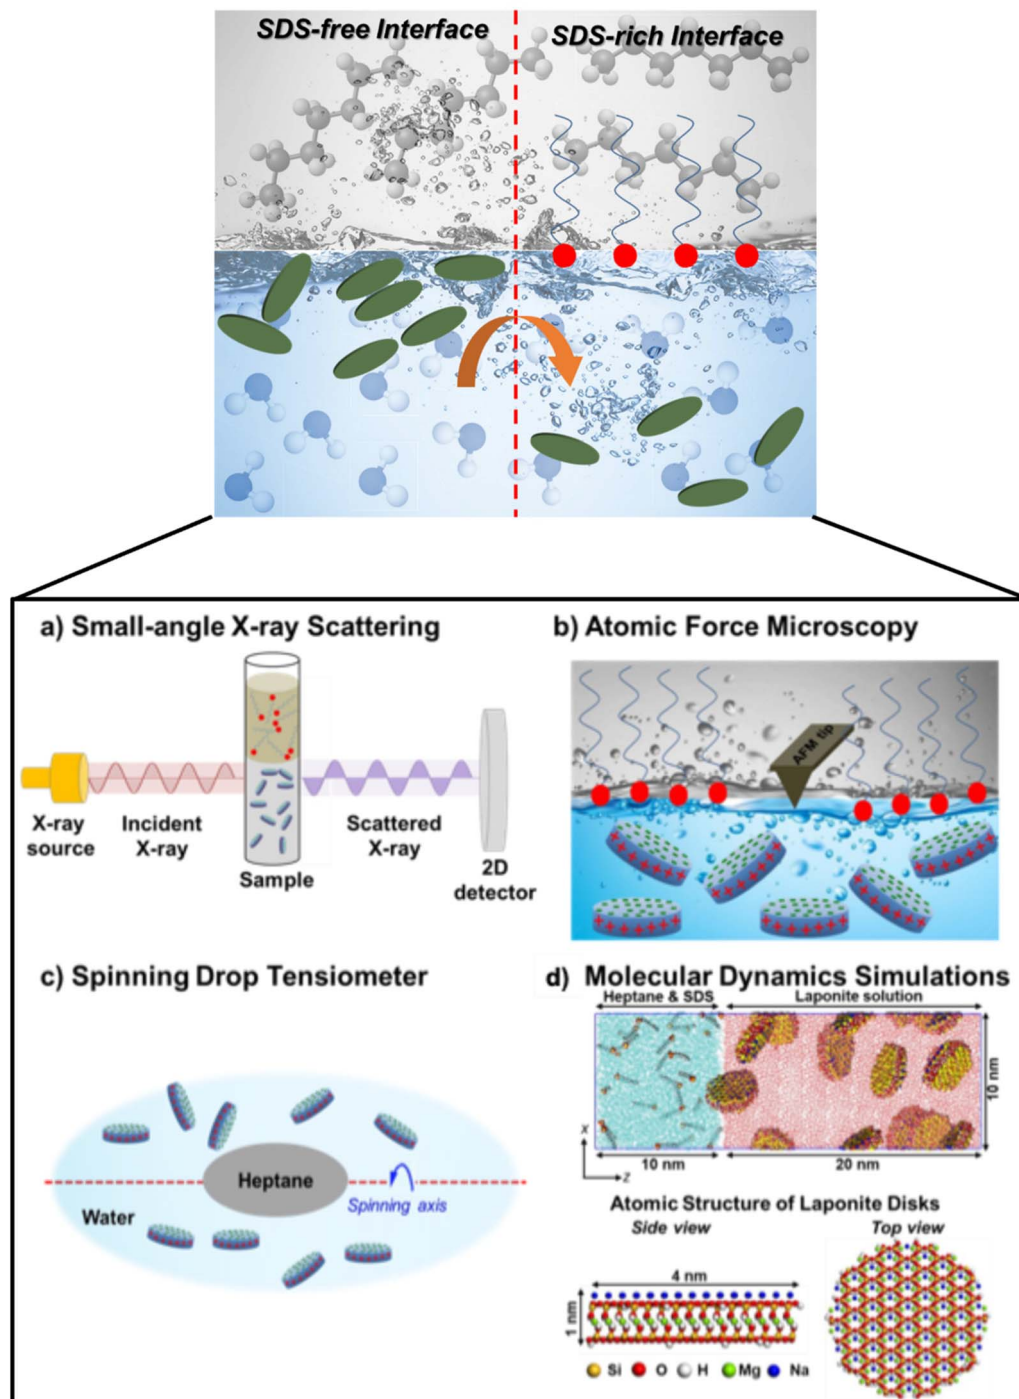 SDS-free Interface
SDS-rich Interface
a) Small-angle X-ray Scattering
X-ray
source
Incident
X-ray
Sample
Scattered
X-ray
2D
detector
b) Atomic Force Microscopy
AFM tip
c) Spinning Drop Tensiometer
Heptane
Water
Spinning axis
d) Molecular Dynamics Simulations
Heptane & SDS
Laponite solution
10 nm
x
z
10 nm
20 nm
Atomic Structure of Laponite Disks
Side view
Top view
4 nm
1 nm
Si
O
H
Mg
Na